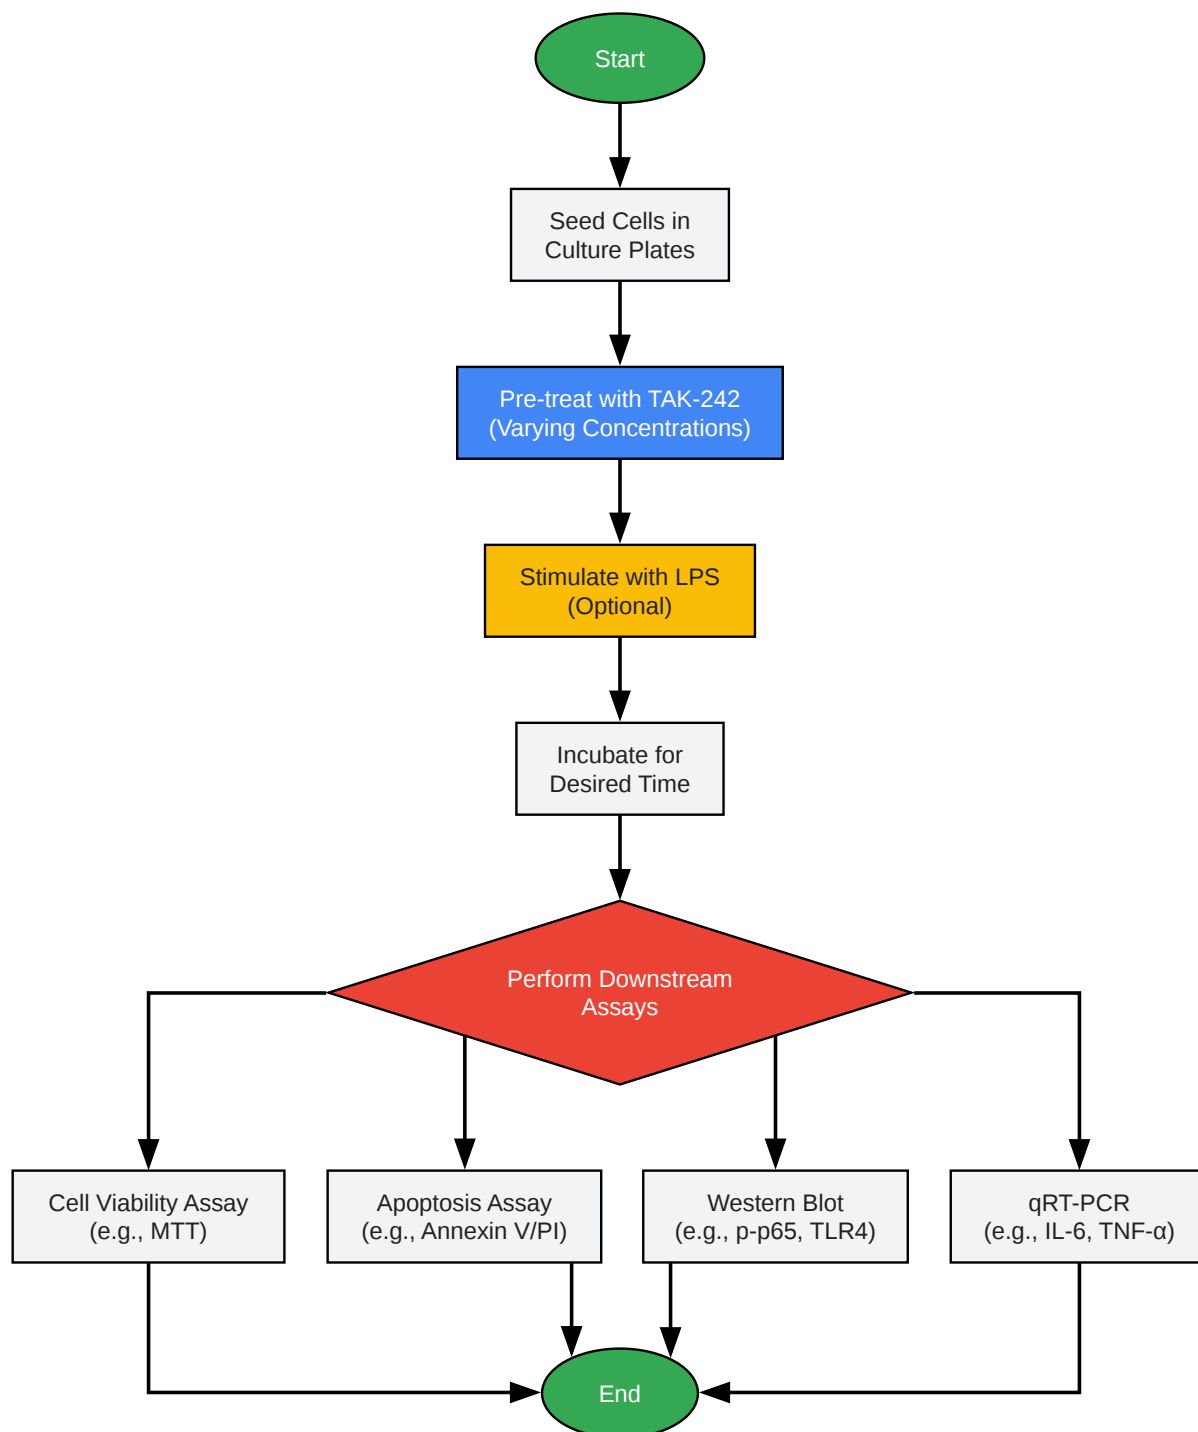 Start
Seed Cells in
Culture Plates
Pre-treat with TAK-242
(Varying Concentrations)
Stimulate with LPS
(Optional)
Incubate for
Desired Time
Perform Downstream
Assays
Cell Viability Assay
(e.g., MTT)
Apoptosis Assay
(e.g., Annexin V/PI)
Western Blot
(e.g., p-p65, TLR4)
qRT-PCR
(e.g., IL-6, TNF-α)
End